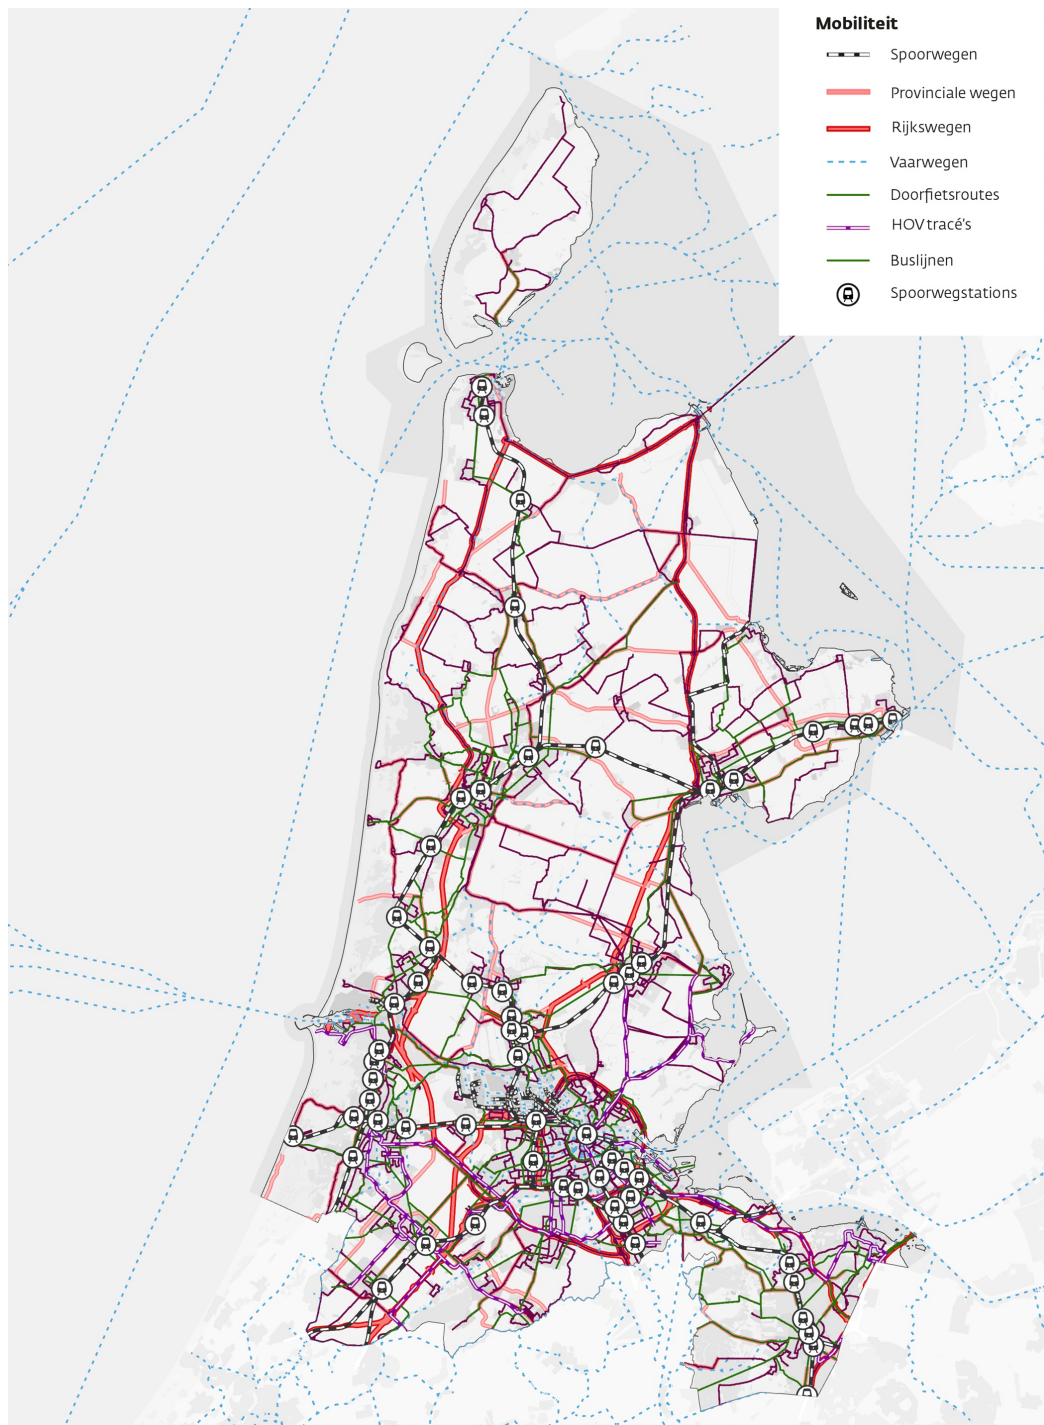 Mobiliteit
Spoorwegen
Provinciale wegen
Rijkswegen
Vaarwegen
Doorfietsroutes
HOV tracé's
Buslijnen
Spoorwegstations